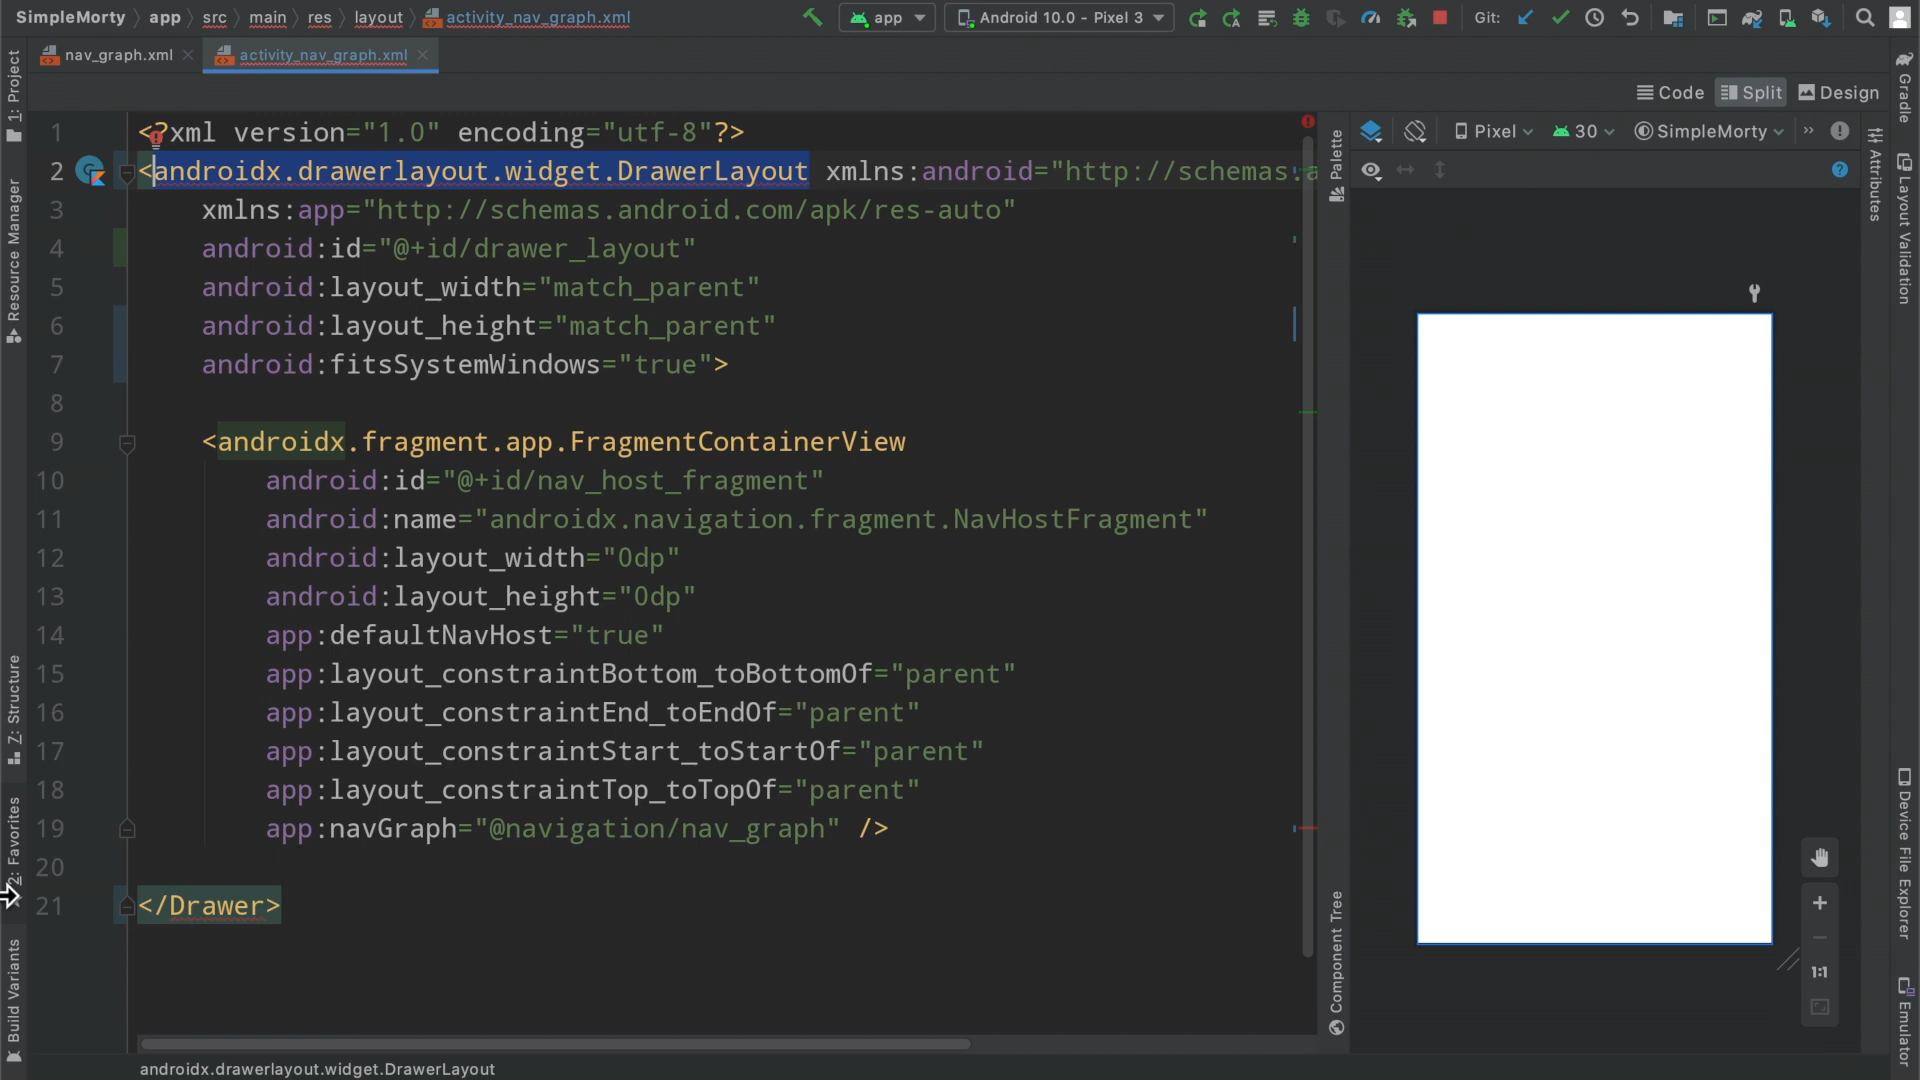 SimpleMorty app src main res layout activity_nav_graph.xml app Android 10.0 - Pixel 3 Git:
nav_graph.xml activity_nav_graph.xml
Code Split Design
Pixel 30 SimpleMorty
1 <?xml version="1.0" encoding="utf-8"?>
2 <androidx.drawerlayout.widget.DrawerLayout xmlns:android="http://schemas.a
3 xmlns:app="http://schemas.android.com/apk/res-auto"
4 android:id="@+id/drawer_layout"
5 android:layout_width="match_parent"
6 android:layout_height="match_parent"
7 android:fitsSystemWindows="true">
8
9 <androidx.fragment.app.FragmentContainerView
10 android:id="@+id/nav_host_fragment"
11 android:name="androidx.navigation.fragment.NavHostFragment"
12 android:layout_width="0dp"
13 android:layout_height="0dp"
14 app:defaultNavHost="true"
15 app:layout_constraintBottom_toBottomOf="parent"
16 app:layout_constraintEnd_toEndOf="parent"
17 app:layout_constraintStart_toStartOf="parent"
18 app:layout_constraintTop_toTopOf="parent"
19 app:navGraph="@navigation/nav_graph" />
20
21 </Drawer>
androidx.drawerlayout.widget.DrawerLayout
1: Project
Resource Manager
Z: Structure
2: Favorites
Build Variants
Palette
Component Tree
1:1
Attributes
Gradle
Layout Validation
Device File Explorer
Emulator